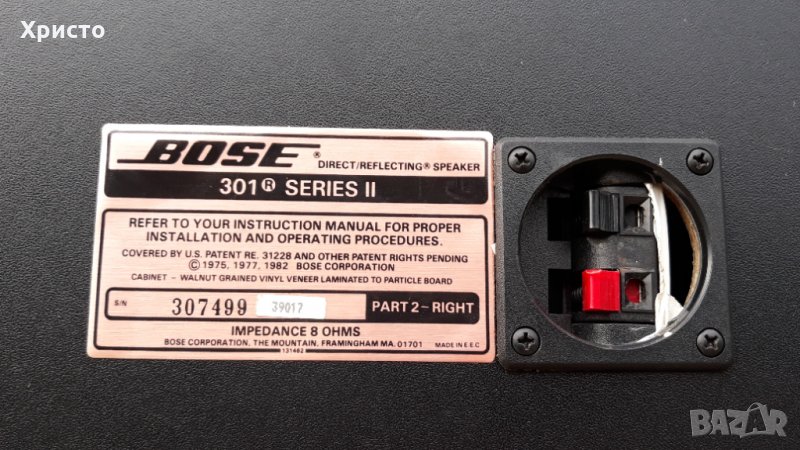 Христо
BOSE® DIRECT/REFLECTING® SPEAKER
301® SERIES II
REFER TO YOUR INSTRUCTION MANUAL FOR PROPER
INSTALLATION AND OPERATING PROCEDURES.
COVERED BY U.S. PATENT RE. 31228 AND OTHER PATENT RIGHTS PENDING
© 1975, 1977, 1982 BOSE CORPORATION
CABINET - WALNUT GRAINED VINYL VENEER LAMINATED TO PARTICLE BOARD
S/N 307499 39017 PART 2-RIGHT
IMPEDANCE 8 OHMS
BOSE CORPORATION, THE MOUNTAIN, FRAMINGHAM MA. 01701 MADE IN E.E.C
131462
BAZAR